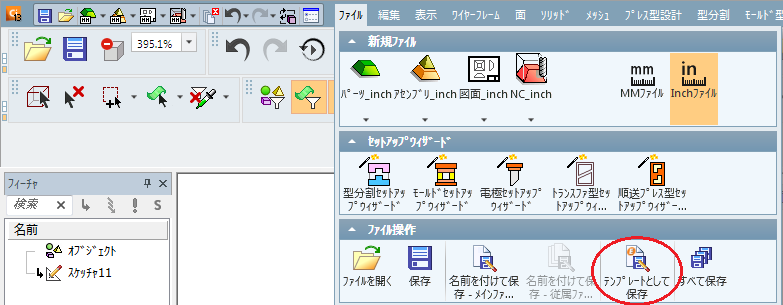 13
395.1%
フィーチャ
検索
S
名前
オブジェクト
スケッチャ11
ファイル 編集 表示 ワイヤーフレーム 面 ソリッド メッシュ プレス型設計 型分割 モールド型
新規ファイル
パーツ_inch アセンブリ_inch 図面_inch NC_inch
mm in
MMファイル Inchファイル
セットアップウィザード
型分割セットアッ モールドセットアッ 電極セットアップ トランスファ型セッ 順送プレス型セッ
プウィザード プウィザード ウィザード トアップウィ... トアップウィザー...
ファイル操作
ファイルを開く 保存 名前を付けて保 名前を付けて保 テンプレートとして すべて保存
存 - メインファ... 存 - 従属ファ... 保存